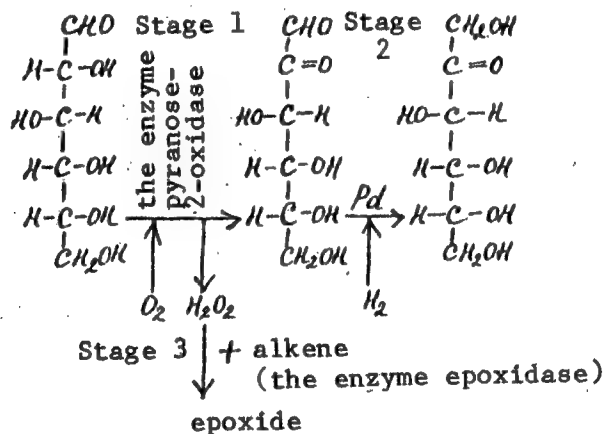 CHO Stage 1 CHO Stage 2 CH₂OH
H-C-OH C=O C=O
HO-C-H the enzyme pyranose-2-oxidase HO-C-H HO-C-H
H-C-OH H-C-OH H-C-OH
H-C-OH H-C-OH Pd H-C-OH
CH₂OH CH₂OH CH₂OH
O₂ H₂O₂ H₂
Stage 3 + alkene
(the enzyme epoxidase)
epoxide